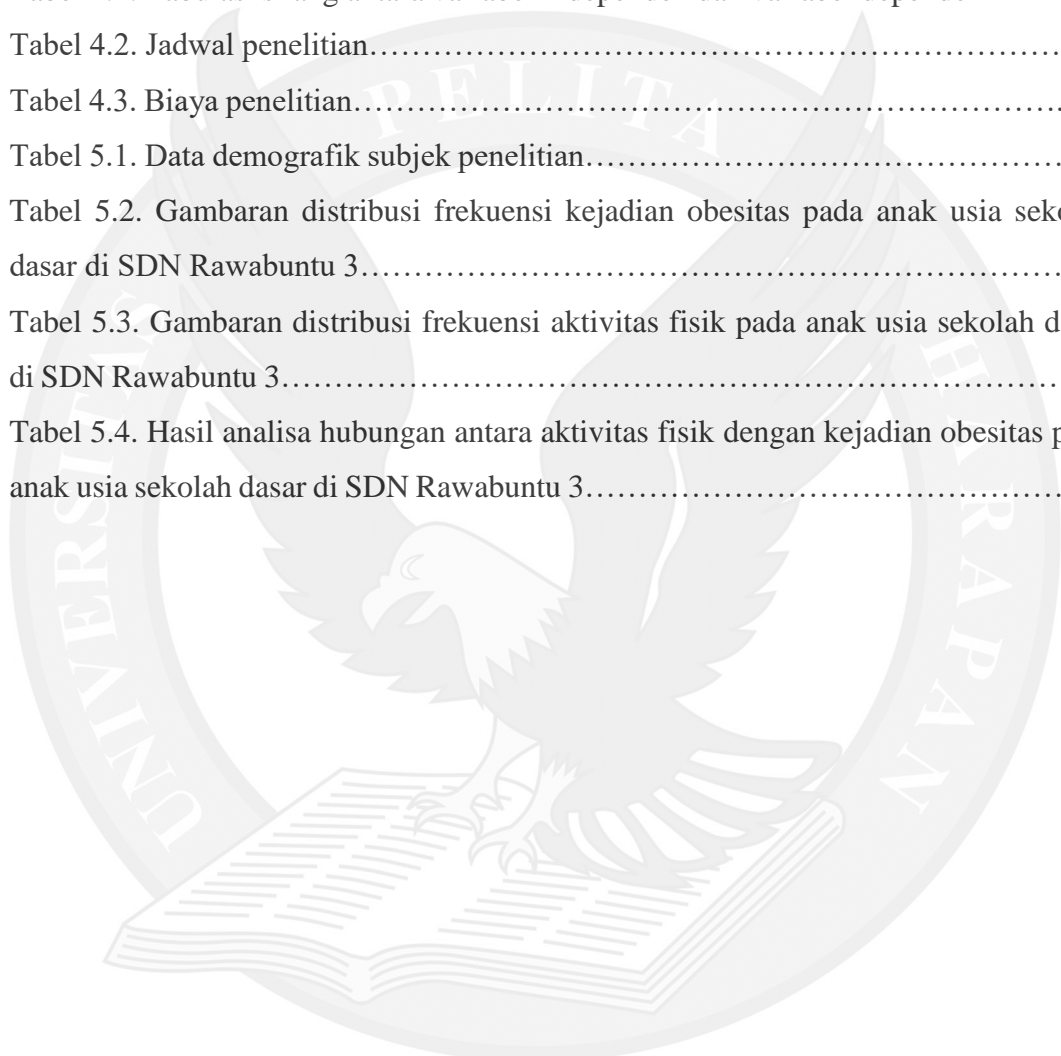 Tabel 4.2. Jadwal penelitian……………………………………………………………
Tabel 4.3. Biaya penelitian……………………………………………………………
Tabel 5.1. Data demografik subjek penelitian…………………………………………
Tabel 5.2. Gambaran distribusi frekuensi kejadian obesitas pada anak usia
dasar di SDN Rawabuntu 3……………………………………………………………
Tabel 5.3. Gambaran distribusi frekuensi aktivitas fisik pada anak usia sekolah
di SDN Rawabuntu 3…………………………………………………………………
Tabel 5.4. Hasil analisa hubungan antara aktivitas fisik dengan kejadian obesitas
anak usia sekolah dasar di SDN Rawabuntu 3…………………………………………
UNIVERSITAS PELITA HARAPAN